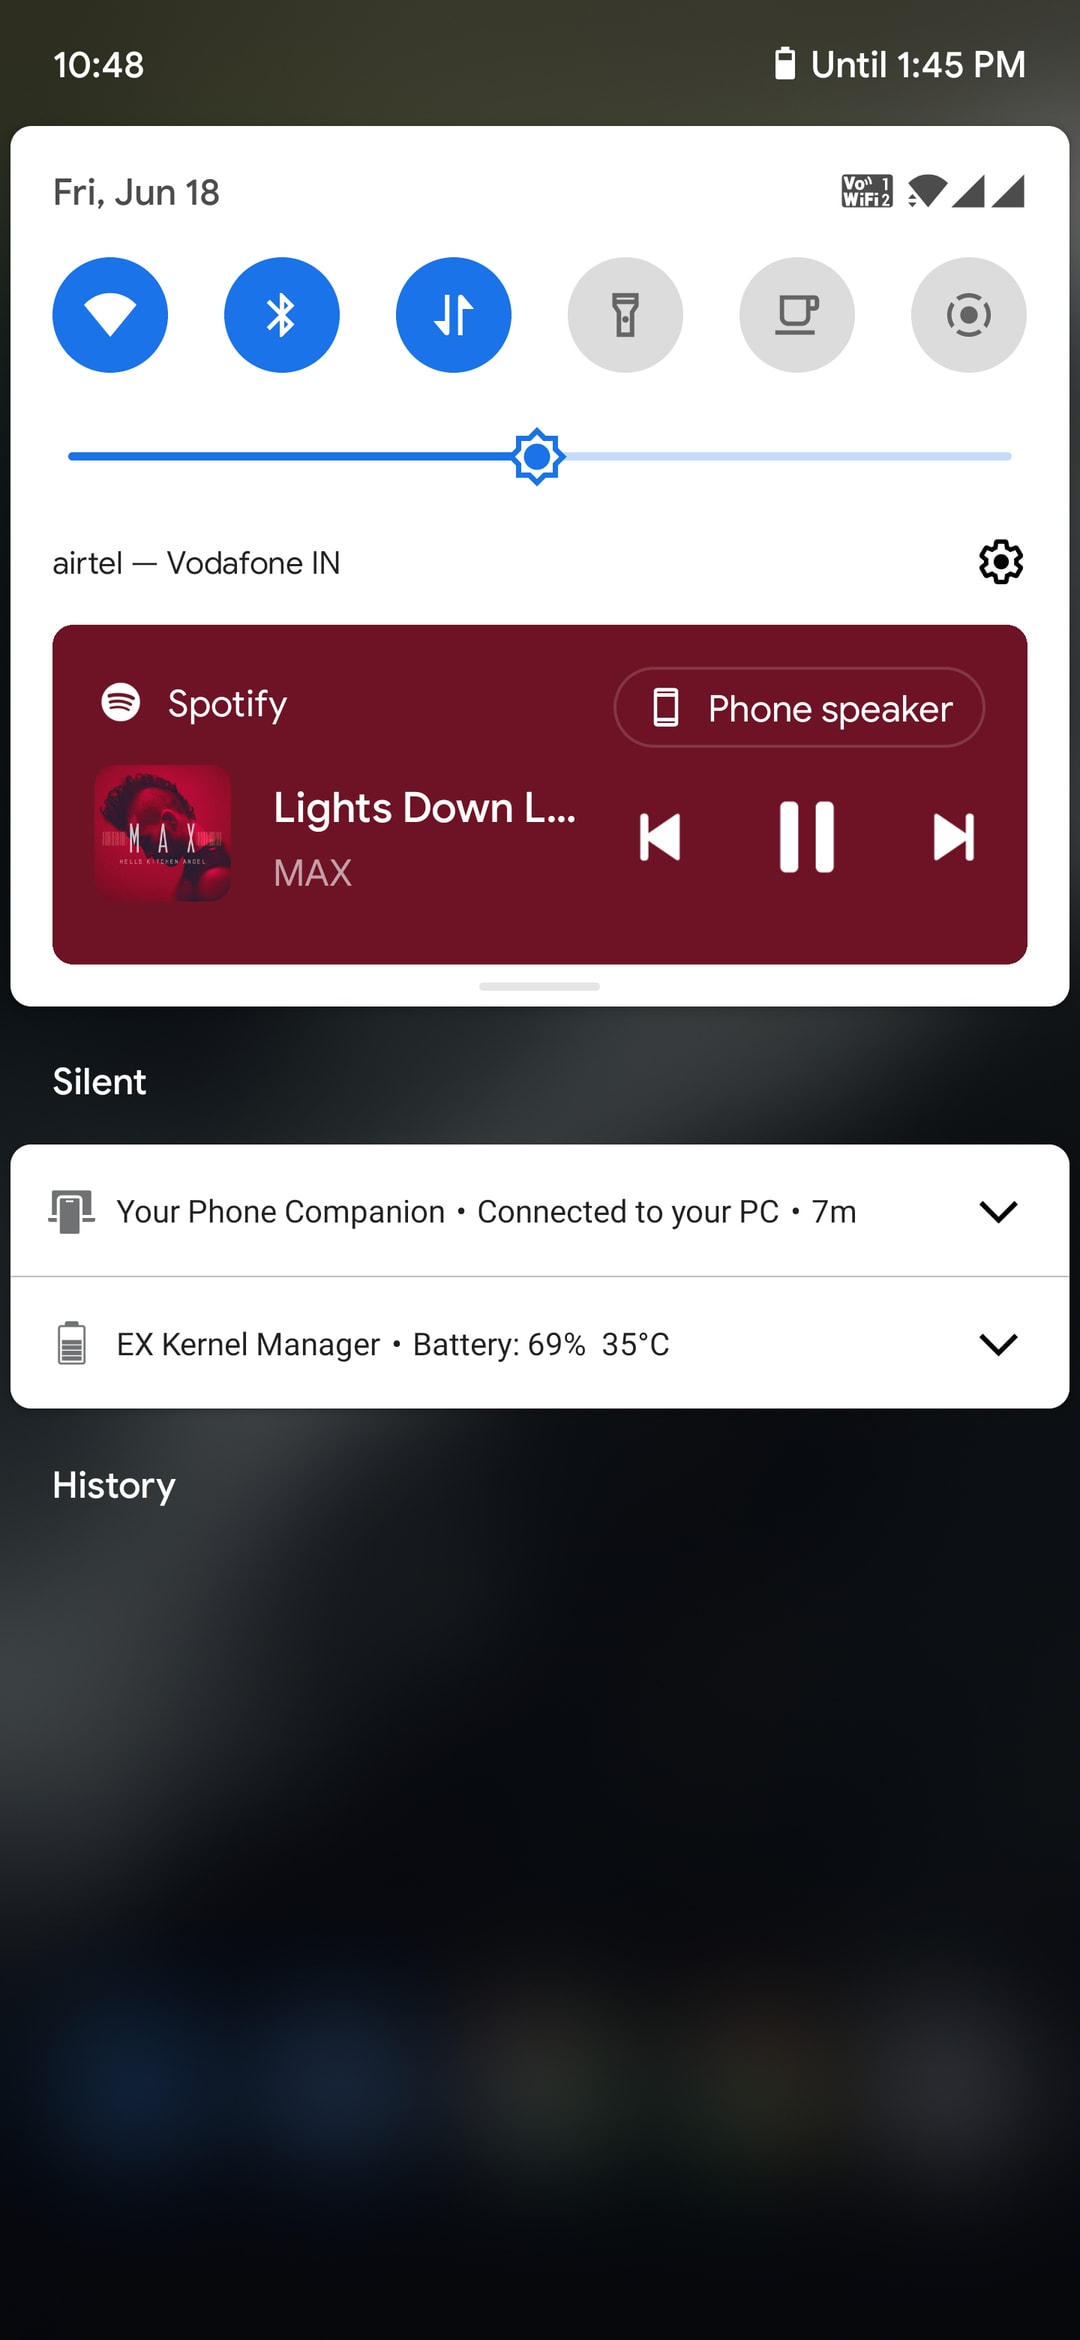 10:48
Until 1:45 PM
Fri, Jun 18
Vo 1
WiFi 2
airtel — Vodafone IN
Spotify
Phone speaker
MAX
HELLS KITCHEN ANGEL
Lights Down L...
MAX
Silent
Your Phone Companion • Connected to your PC • 7m
EX Kernel Manager • Battery: 69% 35°C
History